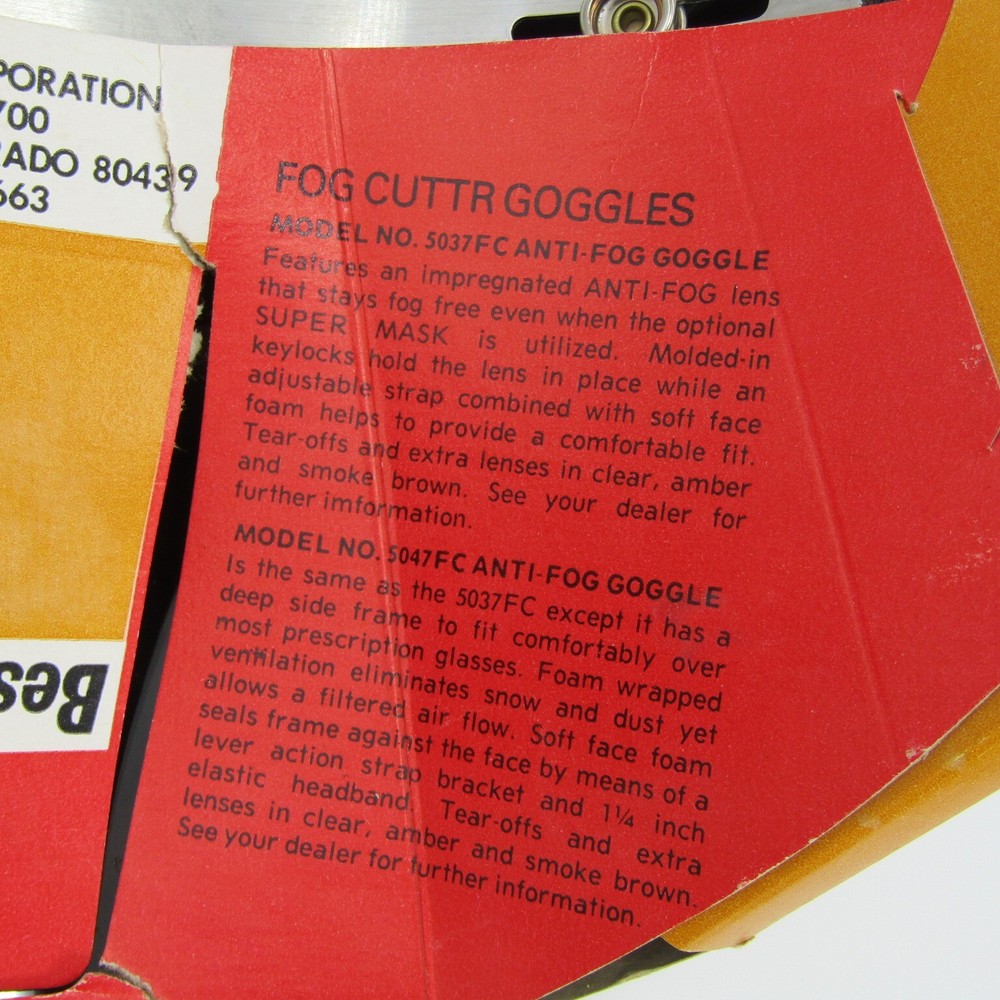 PORATION
700
RADO 80439
663
FOG CUTTR GOGGLES
MODEL NO. 5037FC ANTI-FOG GOGGLE
Features an impregnated ANTI-FOG lens
that stays fog free even when the optional
SUPER MASK is utilized. Molded-in
keylocks hold the lens in place while an
adjustable strap combined with soft face
foam helps to provide a comfortable fit.
Tear-offs and extra lenses in clear, amber
and smoke brown. See your dealer for
further imformation.
MODEL NO. 5047FC ANTI-FOG GOGGLE
Is the same as the 5037FC except it has a
deep side frame to fit comfortably over
most prescription glasses. Foam wrapped
ventilation eliminates snow and dust yet
allows a filtered air flow. Soft face foam
seals frame against the face by means of a
lever action strap bracket and 1¼ inch
elastic headband. Tear-offs and extra
lenses in clear, amber and smoke brown.
See your dealer for further information.
Bes